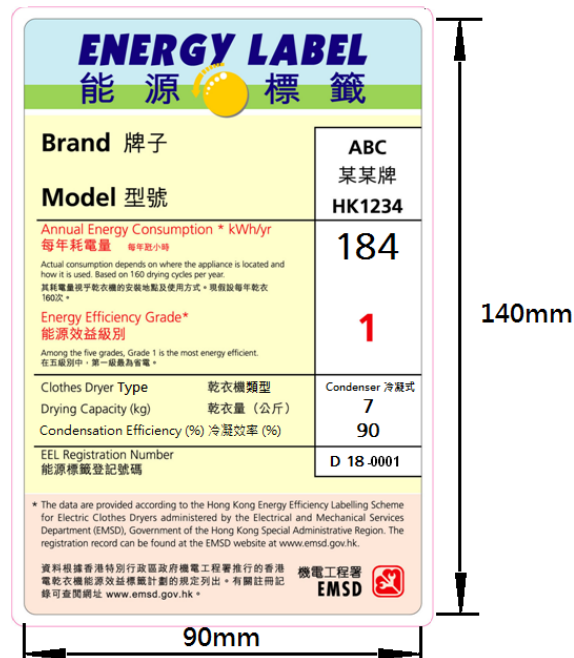 ENERGY LABEL
能源標籤
Brand 牌子
ABC
某某牌
Model 型號
HK1234
Annual Energy Consumption * kWh/yr
每年耗電量 每年瓩小時
184
Actual consumption depends on where the appliance is located and
how it is used. Based on 160 drying cycles per year.
其耗電量視乎乾衣機的安裝地點及使用方式。現假設每年乾衣
160次。
Energy Efficiency Grade*
能源效益級別
1
Among the five grades, Grade 1 is the most energy efficient.
在五級別中，第一級最為省電。
Clothes Dryer Type 乾衣機類型 Condenser 冷凝式
Drying Capacity (kg) 乾衣量（公斤） 7
Condensation Efficiency (%) 冷凝效率 (%) 90
EEL Registration Number
能源標籤登記號碼
D 18-0001
* The data are provided according to the Hong Kong Energy Efficiency Labelling Scheme
for Electric Clothes Dryers administered by the Electrical and Mechanical Services
Department (EMSD), Government of the Hong Kong Special Administrative Region. The
registration record can be found at the EMSD website at www.emsd.gov.hk.
資料根據香港特別行政區政府機電工程署推行的香港
電乾衣機能源效益標籤計劃的規定列出。有關註冊記
錄可查閱網址 www.emsd.gov.hk。
機電工程署
EMSD
140mm
90mm